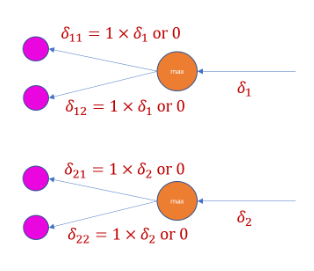 δ₁₁ = 1 × δ₁ or 0
max
δ₁
δ₁₂ = 1 × δ₁ or 0
δ₂₁ = 1 × δ₂ or 0
max
δ₂
δ₂₂ = 1 × δ₂ or 0